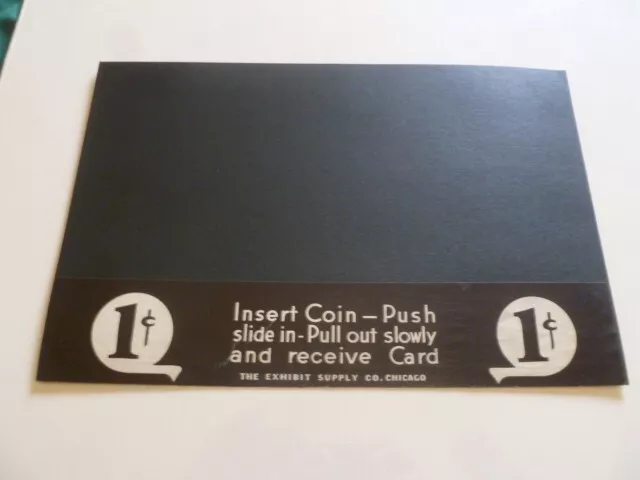 1¢
Insert Coin – Push
slide in - Pull out slowly
and receive Card
THE EXHIBIT SUPPLY CO. CHICAGO
1¢